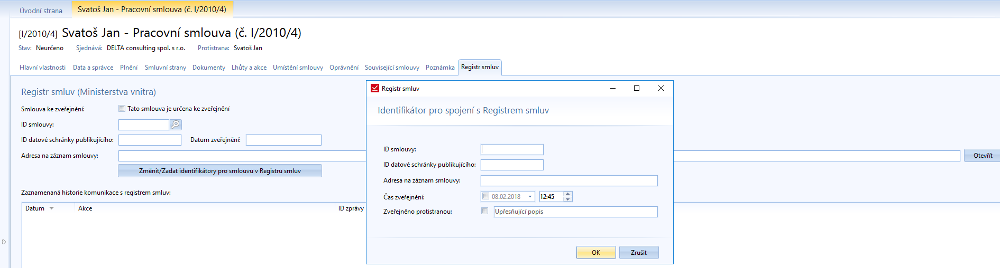 Úvodní strana Svatoš Jan - Pracovní smlouva (č. I/2010/4)
[I/2010/4] Svatoš Jan - Pracovní smlouva (č. I/2010/4)
Stav: Neurčeno Sjednává: DELTA consulting spol. s r.o. Protistrana: Svatoš Jan
Hlavní vlastnosti Data a správce Plnění Smluvní strany Dokumenty Lhůty a akce Umístění smlouvy Oprávnění Související smlouvy Poznámka Registr smluv
Registr smluv (Ministerstva vnitra)
Smlouva ke zveřejnění: Tato smlouva je určena ke zveřejnění
ID smlouvy:
ID datové schránky publikujícího: Datum zveřejnění:
Adresa na záznam smlouvy: Otevřít
Změnit/Zadat identifikátory pro smlouvu v Registru smluv
Zaznamenaná historie komunikace s registrem smluv:
Datum Akce ID zprávy
Registr smluv
Identifikátor pro spojení s Registrem smluv
ID smlouvy:
ID datové schránky publikujícího:
Adresa na záznam smlouvy:
Čas zveřejnění: 08.02.2018 12:45
Zveřejněno protistranou: Upřesňující popis
OK Zrušit